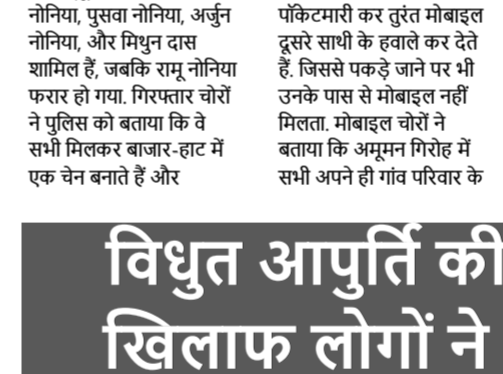 नोनिया, पुसवा नोनिया, अर्जुन
नोनिया, और मिथुन दास
शामिल हैं, जबकि रामू नोनिया
फरार हो गया. गिरफ्तार चोरों
ने पुलिस को बताया कि वे
सभी मिलकर बाजार-हाट में
एक चेन बनाते हैं और
पॉकेटमारी कर तुरंत मोबाइल
दूसरे साथी के हवाले कर देते
हैं. जिससे पकड़े जाने पर भी
उनके पास से मोबाइल नहीं
मिलता. मोबाइल चोरों ने
बताया कि अमूमन गिरोह में
सभी अपने ही गांव परिवार के
विधुत आपुर्ति की
खिलाफ लोगों ने